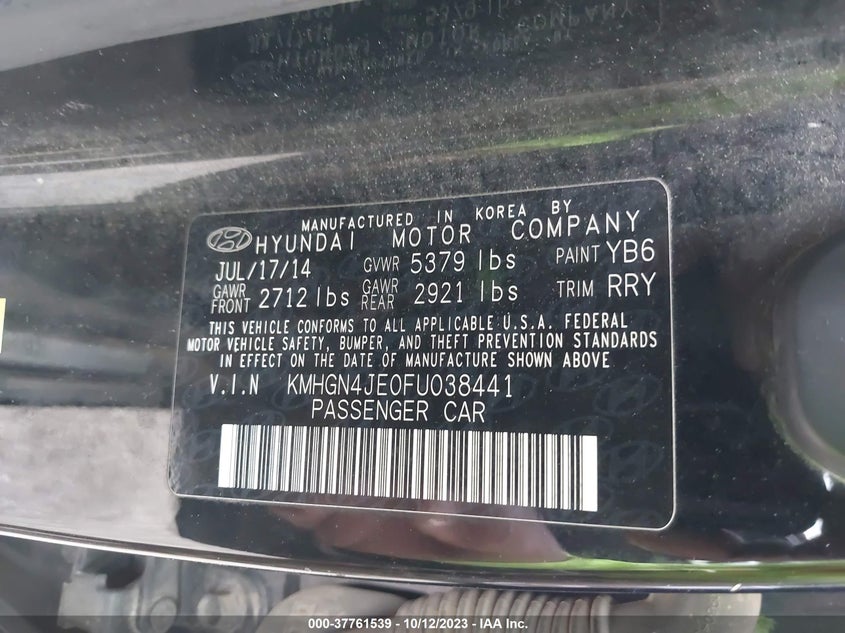 MANUFACTURED IN KOREA BY
HYUNDAI MOTOR COMPANY
JUL/17/14 GVWR 5379 lbs PAINT YB6
GAWR FRONT 2712 lbs GAWR REAR 2921 lbs TRIM RRY
THIS VEHICLE CONFORMS TO ALL APPLICABLE U.S.A. FEDERAL
MOTOR VEHICLE SAFETY, BUMPER, AND THEFT PREVENTION STANDARDS
IN EFFECT ON THE DATE OF MANUFACTURE SHOWN ABOVE
V.I.N KMHGN4JE0FU038441
PASSENGER CAR
000-37761539 - 10/12/2023 - IAA Inc.